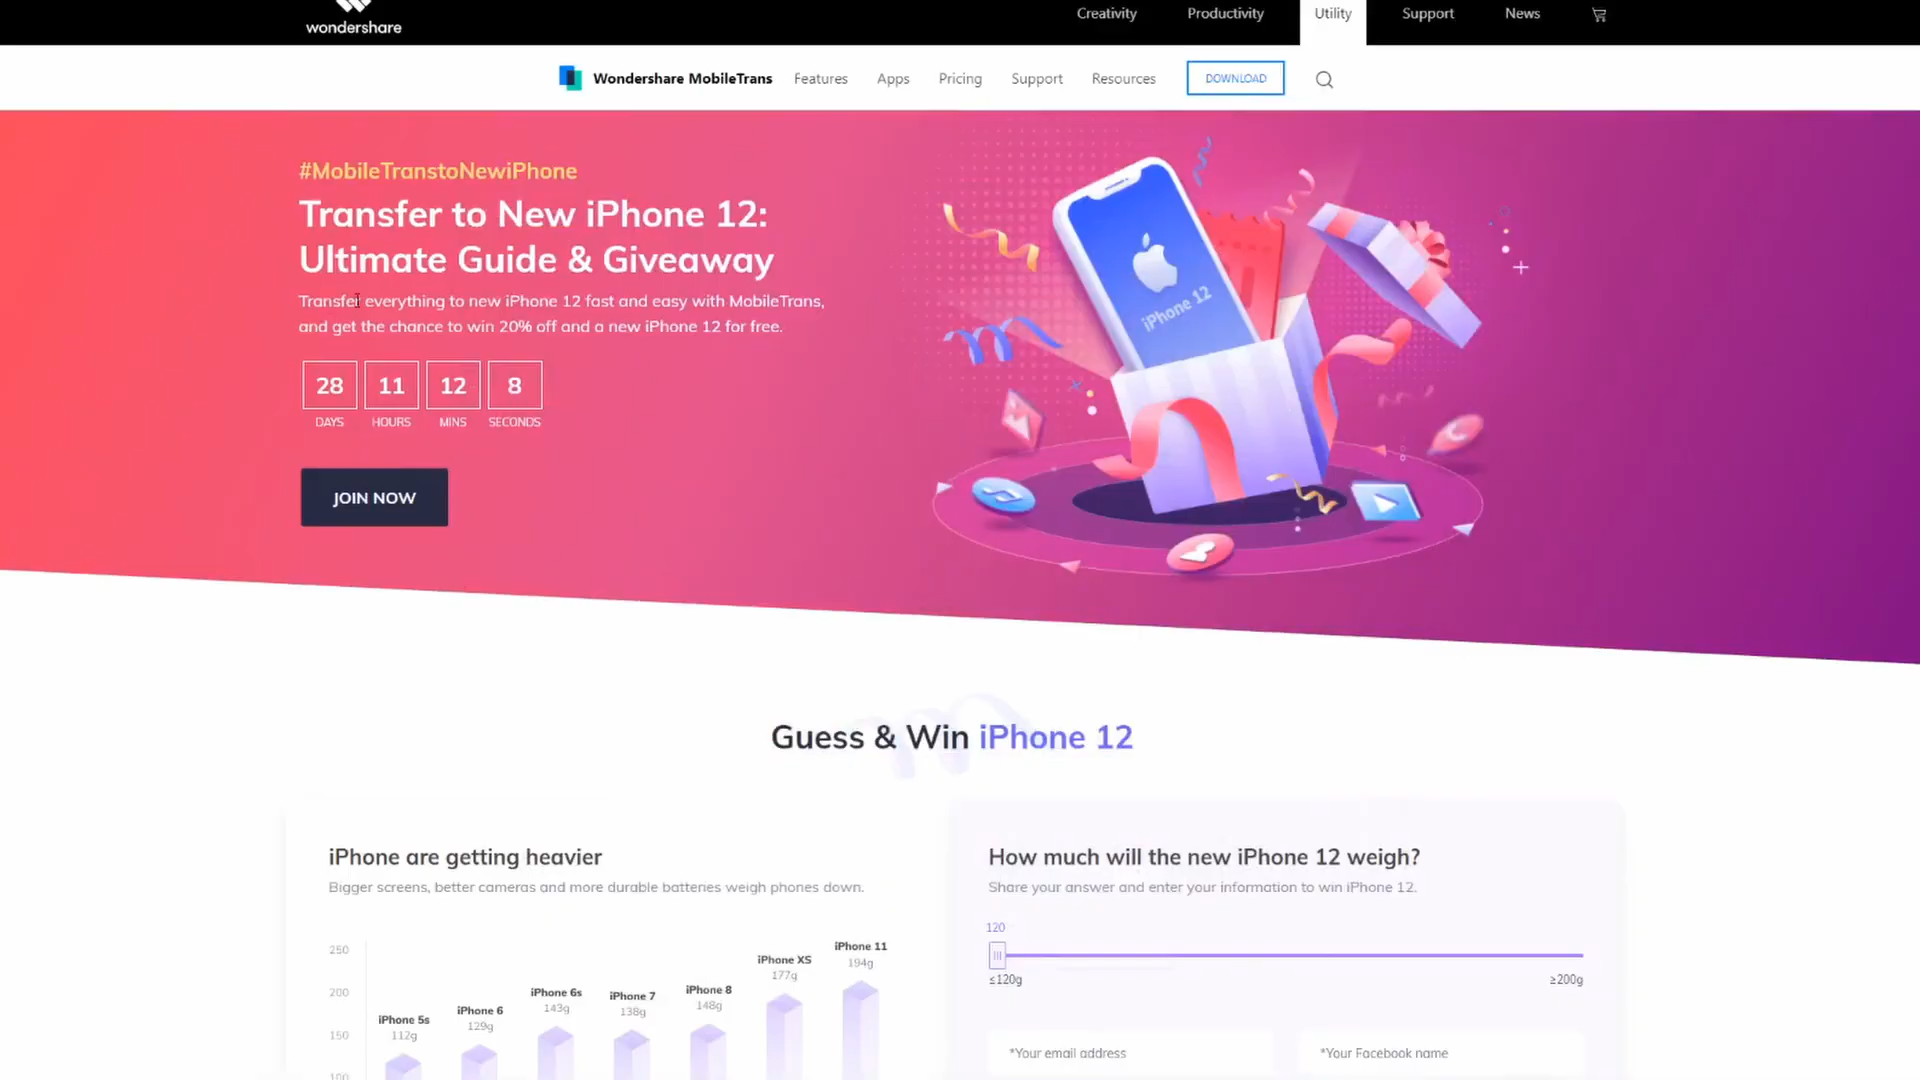 wondershare
Creativity
Productivity
Utility
Support
News
Wondershare MobileTrans
Features
Apps
Pricing
Support
Resources
DOWNLOAD
#MobileTranstoNewiPhone
Transfer to New iPhone 12:
Ultimate Guide & Giveaway
Transfer everything to new iPhone 12 fast and easy with MobileTrans,
and get the chance to win 20% off and a new iPhone 12 for free.
28
11
12
8
DAYS
HOURS
MINS
SECONDS
JOIN NOW
iPhone 12
Guess & Win iPhone 12
iPhone are getting heavier
Bigger screens, better cameras and more durable batteries weigh phones down.
250
200
150
100
iPhone 5s
112g
iPhone 6
129g
iPhone 6s
143g
iPhone 7
138g
iPhone 8
148g
iPhone XS
177g
iPhone 11
194g
How much will the new iPhone 12 weigh?
Share your answer and enter your information to win iPhone 12.
120
≤120g
≥200g
*Your email address
*Your Facebook name